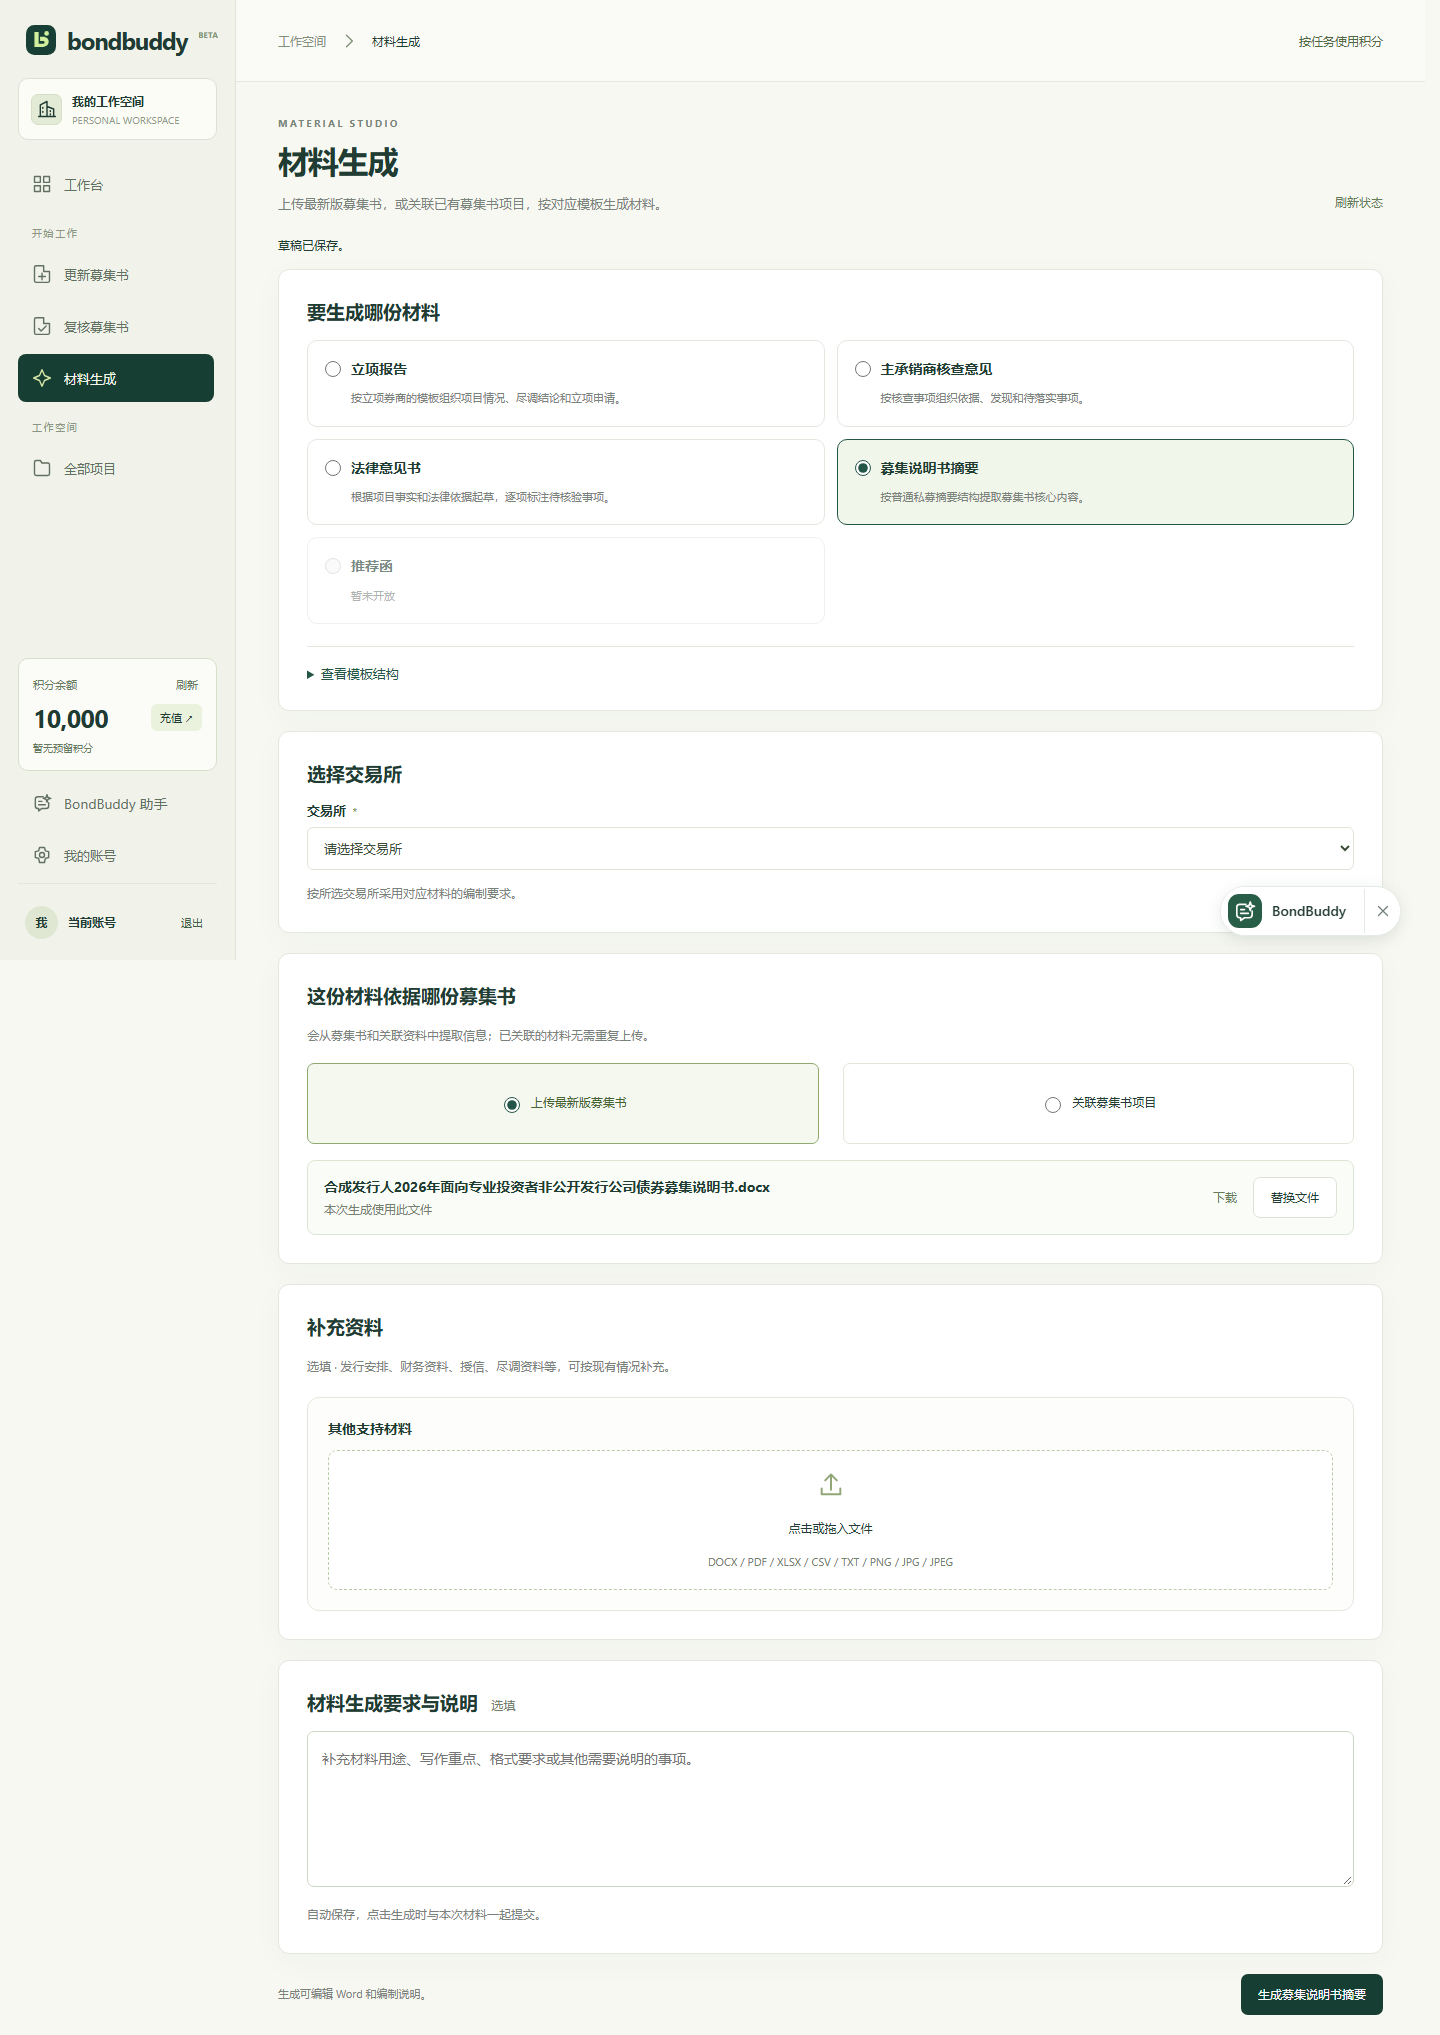 bondbuddy BETA
我的工作空间
PERSONAL WORKSPACE
工作台
开始工作
更新募集书
复核募集书
材料生成
工作空间
全部项目
积分余额 刷新
10,000 充值 ↗
暂无预留积分
BondBuddy 助手
我的账号
我 当前账号 退出
工作空间 材料生成 按任务使用积分
MATERIAL STUDIO
材料生成
上传最新版募集书，或关联已有募集书项目，按对应模板生成材料。 刷新状态
草稿已保存。
要生成哪份材料
立项报告
按立项券商的模板组织项目情况、尽调结论和立项申请。
主承销商核查意见
按核查事项组织依据、发现和待落实事项。
法律意见书
根据项目事实和法律依据起草，逐项标注待核验事项。
募集说明书摘要
按普通私募摘要结构提取募集书核心内容。
推荐函
暂未开放
查看模板结构
选择交易所
交易所 *
请选择交易所
按所选交易所采用对应材料的编制要求。
BondBuddy
这份材料依据哪份募集书
会从募集书和关联资料中提取信息；已关联的材料无需重复上传。
上传最新版募集书
关联募集书项目
合成发行人2026年面向专业投资者非公开发行公司债券募集说明书.docx
本次生成使用此文件
下载 替换文件
补充资料
选填 · 发行安排、财务资料、授信、尽调资料等，可按现有情况补充。
其他支持材料
点击或拖入文件
DOCX / PDF / XLSX / CSV / TXT / PNG / JPG / JPEG
材料生成要求与说明 选填
补充材料用途、写作重点、格式要求或其他需要说明的事项。
自动保存，点击生成时与本次材料一起提交。
生成可编辑 Word 和编制说明。 生成募集说明书摘要